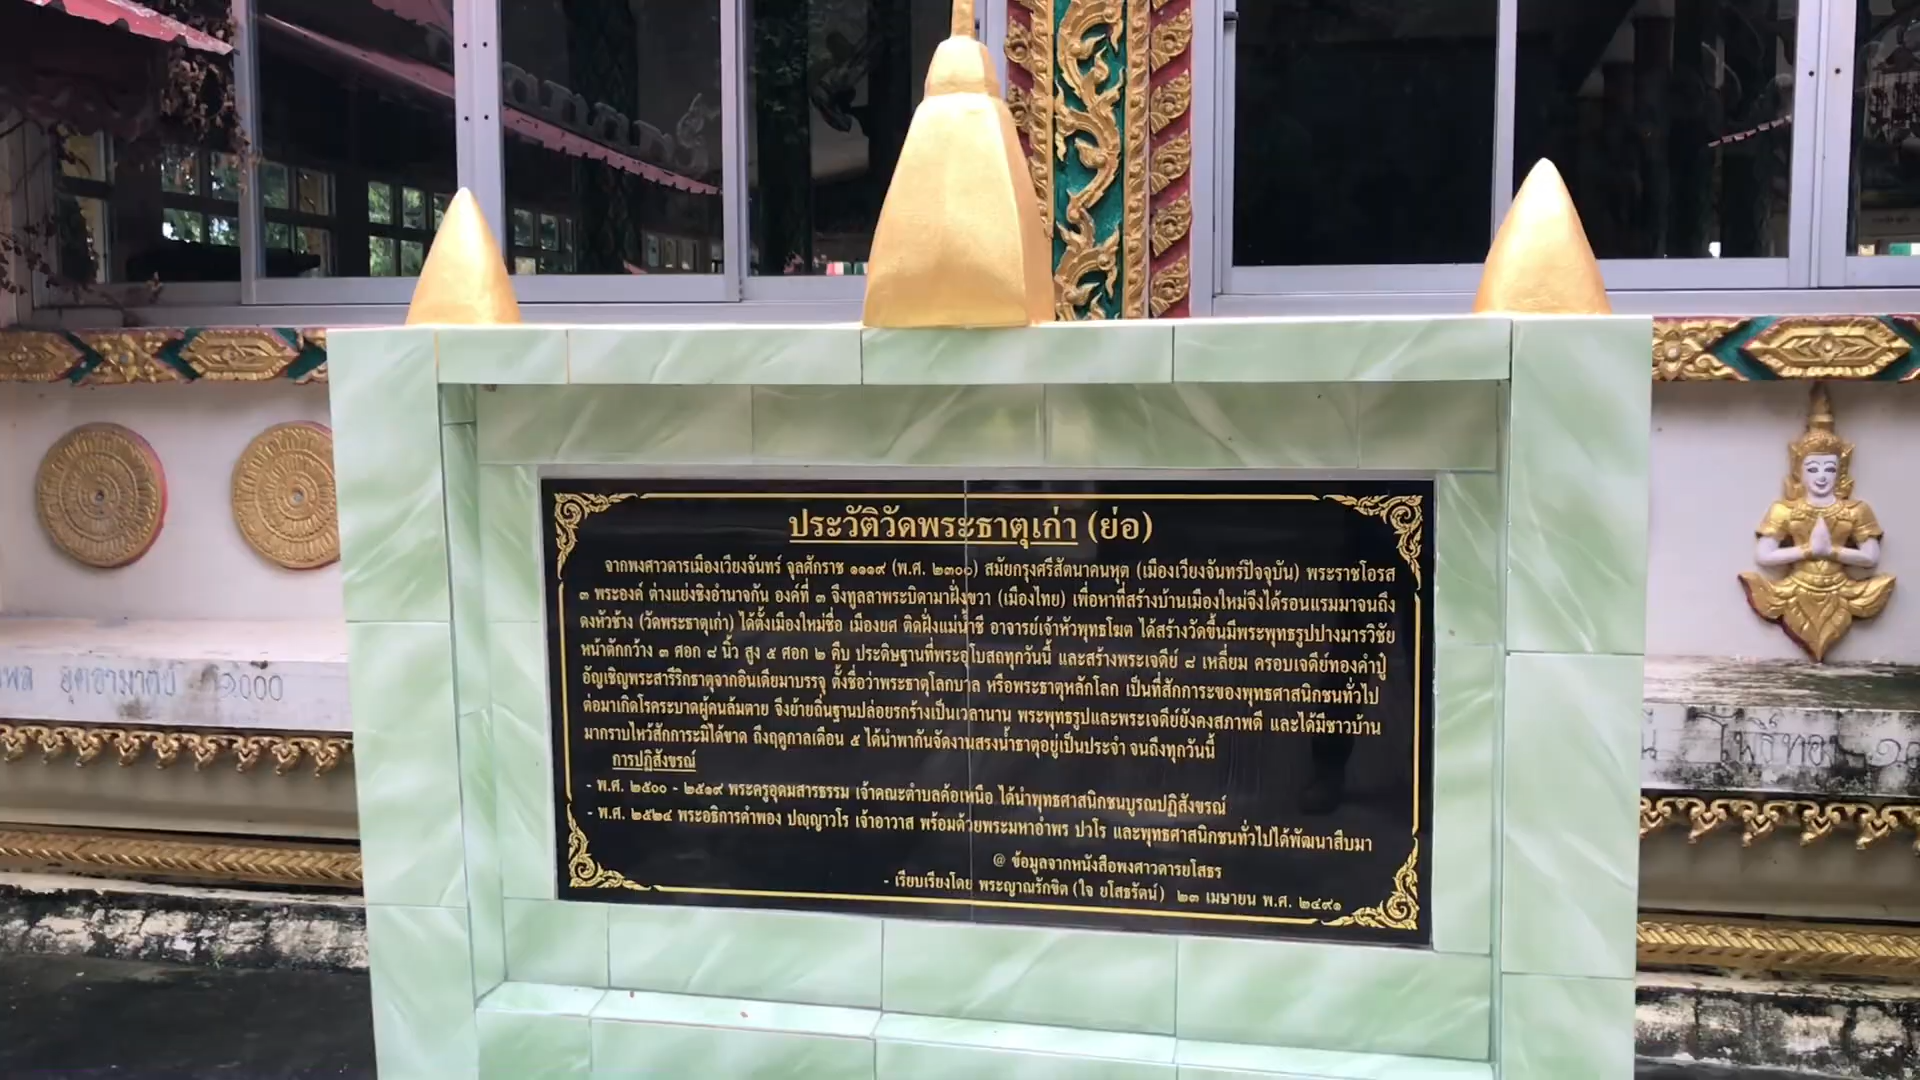 ประวัติวัดพระธาตุเก่า (ย่อ)
จากพงศาวดารเมืองเวียงจันทร์ จุลศักราช ๑๑๑๙ (พ.ศ. ๒๓๐๐) สมัยกรุงศรีสัตนาคนหุต (เมืองเวียงจันทร์ปัจจุบัน) พระราชโอรส
๓ พระองค์ ต่างแย่งชิงอำนาจกัน องค์ที่ ๓ จึงทูลลาพระบิดามาฝั่งขวา (เมืองไทย) เพื่อหาที่สร้างบ้านเมืองใหม่จึงได้รอนแรมมาจนถึง
ดงหัวช้าง (วัดพระธาตุเก่า) ได้ตั้งเมืองใหม่ชื่อ เมืองยศ ติดฝั่งแม่น้ำชี อาจารย์เจ้าหัวพุทธโฆต ได้สร้างวัดขึ้นมีพระพุทธรูปปางมารวิชัย
หน้าตักกว้าง ๓ ศอก ๘ นิ้ว สูง ๕ ศอก ๒ คืบ ประดิษฐานที่พระอุโบสถทุกวันนี้ และสร้างพระเจดีย์ ๘ เหลี่ยม ครอบเจดีย์ทองคำปู่
อัญเชิญพระสารีริกธาตุจากอินเดียมาบรรจุ ตั้งชื่อว่าพระธาตุโลกบาล หรือพระธาตุหลักโลก เป็นที่สักการะของพุทธศาสนิกชนทั่วไป
ต่อมาเกิดโรคระบาดผู้คนล้มตาย จึงย้ายถิ่นฐานปล่อยรกร้างเป็นเวลานาน พระพุทธรูปและพระเจดีย์ยังคงสภาพดี และได้มีชาวบ้าน
มากราบไหว้สักการะมิได้ขาด ถึงฤดูกาลเดือน ๕ ได้นำพากันจัดงานสรงน้ำธาตุอยู่เป็นประจำ จนถึงทุกวันนี้
การปฏิสังขรณ์
- พ.ศ. ๒๕๐๐ - ๒๕๑๙ พระครูอุดมสารธรรม เจ้าคณะตำบลค้อเหนือ ได้นำพุทธศาสนิกชนบูรณปฏิสังขรณ์
- พ.ศ. ๒๕๒๔ พระอธิการคำพอง ปญฺญาวโร เจ้าอาวาส พร้อมด้วยพระมหาอำพร ปวโร และพุทธศาสนิกชนทั่วไปได้พัฒนาสืบมา
@ ข้อมูลจากหนังสือพงศาวดารยโสธร
- เรียบเรียงโดย พระญาณรักขิต (ใจ ยโสธรัตน์) ๒๓ เมษายน พ.ศ. ๒๔๙๑